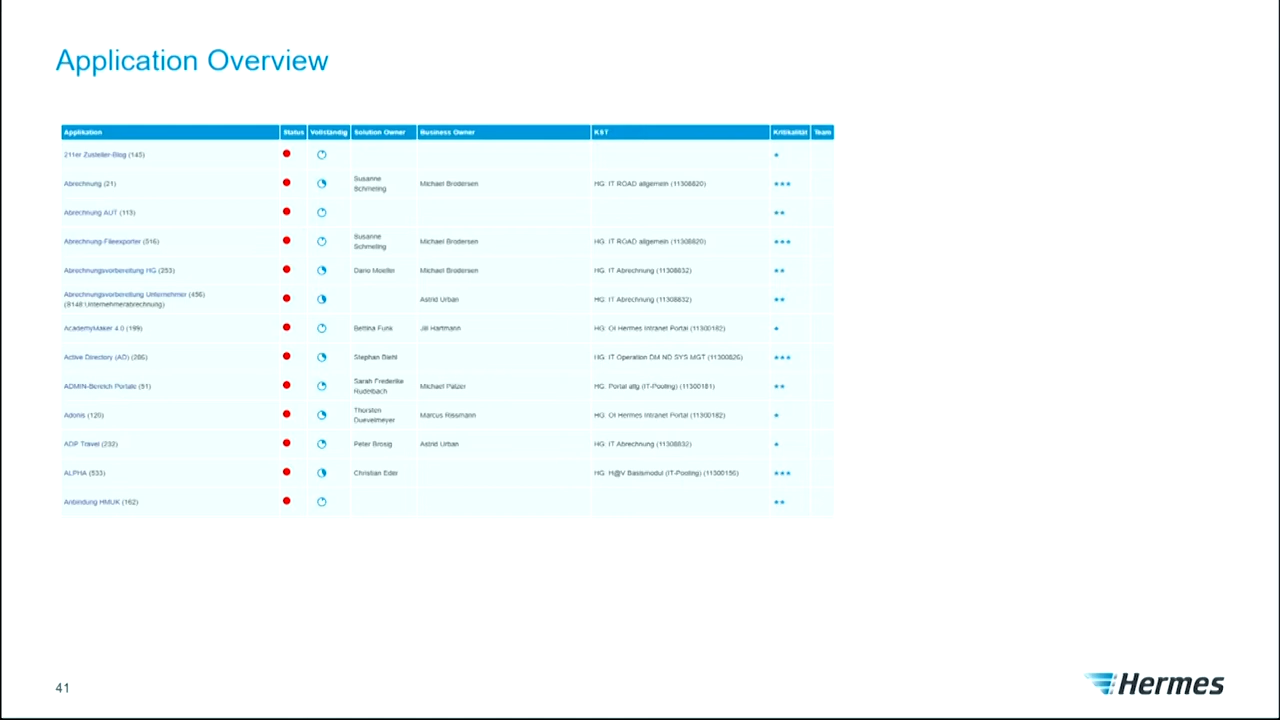 Application Overview
Applikation Status Vollständig Solution Owner Business Owner KST Kritikalität Team
211er Zusteller-Blog (145)
Abrechnung (21) Susanne Schmeling Michael Brodersen HG: IT ROAD allgemein (11308820)
Abrechnung AUT (113)
Abrechnung-Fileexporter (516) Susanne Schmeling Michael Brodersen HG: IT ROAD allgemein (11308820)
Abrechnungsvorbereitung HG (253) Dario Moeller Michael Brodersen HG: IT Abrechnung (11308832)
Abrechnungsvorbereitung Unternehmer (456)
(8148 Unternehmerabrechnung) Astrid Urban HG: IT Abrechnung (11308832)
AcademyMaker 4.0 (199) Bettina Funk Jill Hartmann HG: OI Hermes Intranet Portal (11300182)
Active Directory (AD) (286) Stephan Biehl HG: IT Operation DM ND SYS MGT (11300826)
ADMIN-Bereich Portale (51) Sarah Frederike Michael HG: Portal allg (IT-Pooling) (11300181)
Adonis (120) Thorsten Duevelmeyer Marcus Rissmann HG: OI Hermes Intranet Portal (11300182)
ADP Travel (232) Peter Brosig Astrid Urban HG: IT Abrechnung (11308832)
ALPHA (533) Christian Eder HG: H@V Basismodul (IT-Pooling) (11300156)
Anbindung HMUK (162)
41
Hermes